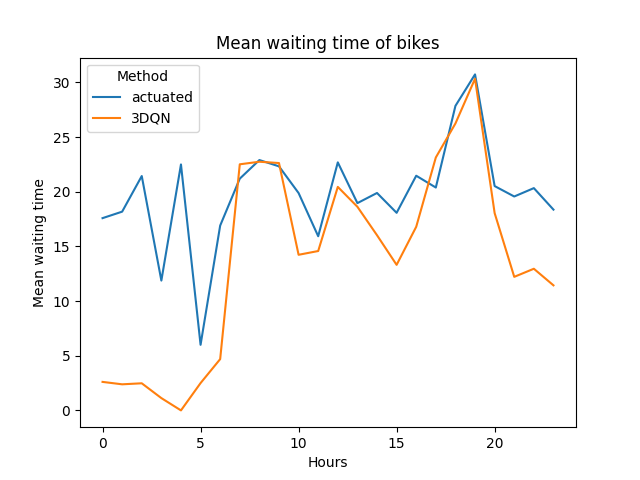 Mean waiting time of bikes
Method
actuated
3DQN
Mean waiting time
30
25
20
15
10
5
0
0 5 10 15 20
Hours